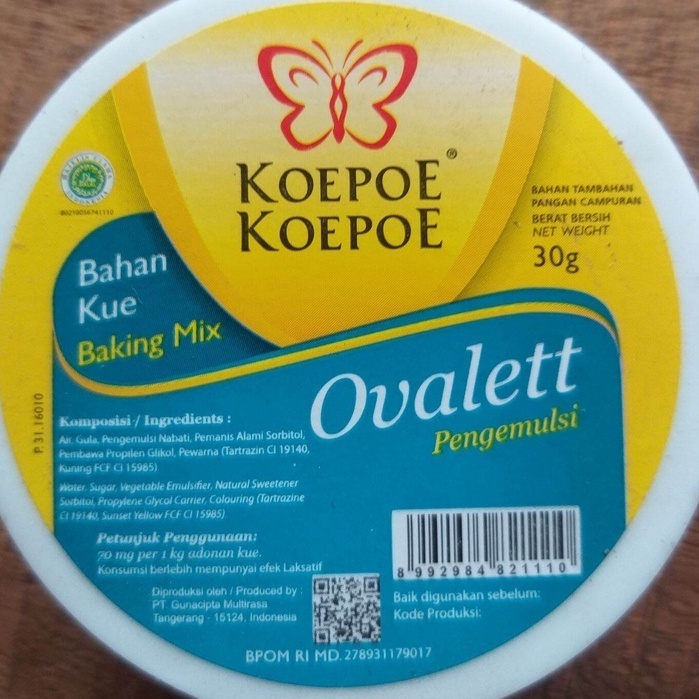 KOEPOE®
KOEPOE
BAHAN TAMBAHAN
PANGAN CAMPURAN
BERAT BERSIH
NET WEIGHT
30g
Bahan
Kue
Baking Mix
Ovalett
Pengemulsi
P.31.16010
Komposisi / Ingredients :
Air, Gula, Pengemulsi Nabati, Pemanis Alami Sorbitol,
Pembawa Propilen Glikol, Pewarna (Tartrazin CI 19140,
Kuning FCF CI 15985)
Water, Sugar, Vegetable Emulsifier, Natural Sweetener
Sorbitol, Propylene Glycol Carrier, Colouring (Tartrazine
CI 19140, Sunset Yellow FCF CI 15985)
Petunjuk Penggunaan:
70 mg per 1 kg adonan kue.
Konsumsi berlebih mempunyai efek Laksatif
Diproduksi oleh / Produced by :
PT Gunacipta Multirasa
Tangerang - 15124, Indonesia
8 992984 821110
Baik digunakan sebelum:
Kode Produksi:
BPOM RI MD. 278931179017